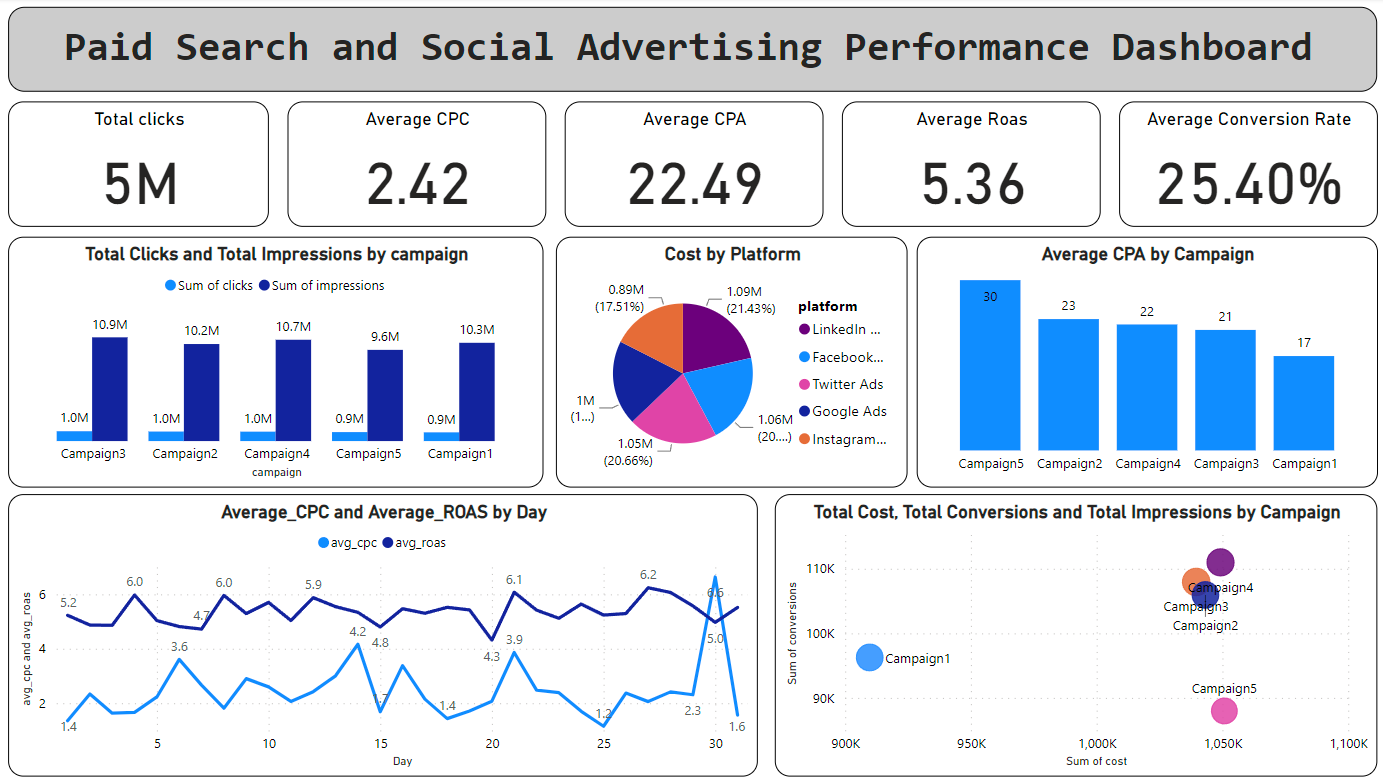 Paid Search and Social Advertising Performance Dashboard
Total clicks
5M
Average CPC
2.42
Average CPA
22.49
Average Roas
5.36
Average Conversion Rate
25.40%
Total Clicks and Total Impressions by campaign
Sum of clicks Sum of impressions
10.9M 10.2M 10.7M 9.6M 10.3M
1.0M 1.0M 1.0M 0.9M 0.9M
Campaign3 Campaign2 Campaign4 Campaign5 Campaign1
campaign
Cost by Platform
0.89M
(17.51%)
1.09M
(21.43%)
1M
(1...)
1.06M
(20....)
1.05M
(20.66%)
platform
LinkedIn ...
Facebook...
Twitter Ads
Google Ads
Instagram...
Average CPA by Campaign
30 23 22 21 17
Campaign5 Campaign2 Campaign4 Campaign3 Campaign1
Average_CPC and Average_ROAS by Day
avg_cpc avg_roas
avg_cpc and avg_roas
6
4
2
5.2 6.0 4.7 6.0 5.9 4.8 4.3 6.1 6.2 5.0
1.4 3.6 4.2 1.7 1.4 3.9 1.2 2.3 6.6 1.6
5 10 15 20 25 30
Day
Total Cost, Total Conversions and Total Impressions by Campaign
Sum of conversions
110K
100K
90K
Campaign4
Campaign3
Campaign2
Campaign1
Campaign5
900K 950K 1,000K 1,050K 1,100K
Sum of cost